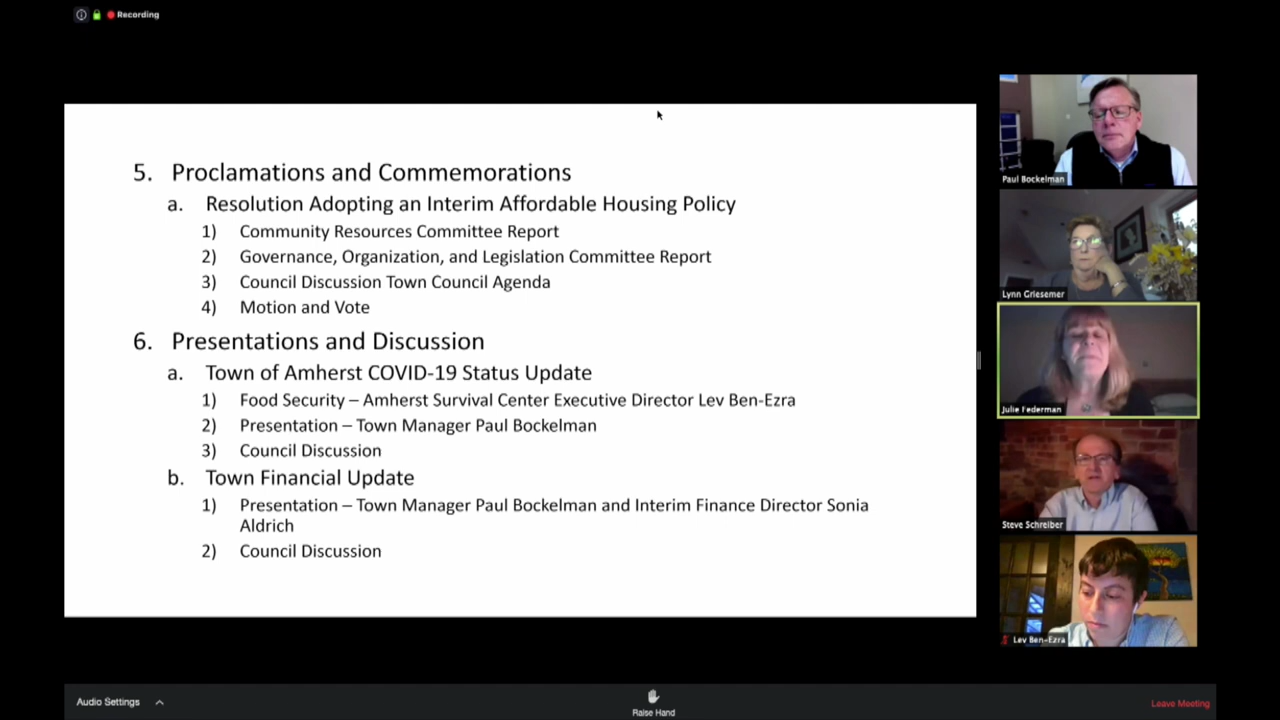 Recording
5. Proclamations and Commemorations
a. Resolution Adopting an Interim Affordable Housing Policy
1) Community Resources Committee Report
2) Governance, Organization, and Legislation Committee Report
3) Council Discussion Town Council Agenda
4) Motion and Vote
6. Presentations and Discussion
a. Town of Amherst COVID-19 Status Update
1) Food Security – Amherst Survival Center Executive Director Lev Ben-Ezra
2) Presentation – Town Manager Paul Bockelman
3) Council Discussion
b. Town Financial Update
1) Presentation – Town Manager Paul Bockelman and Interim Finance Director Sonia
Aldrich
2) Council Discussion
Paul Bockelman
Lynn Griesemer
Julie Federman
Steve Schreiber
Lev Ben-Ezra
Audio Settings
Raise Hand
Leave Meeting